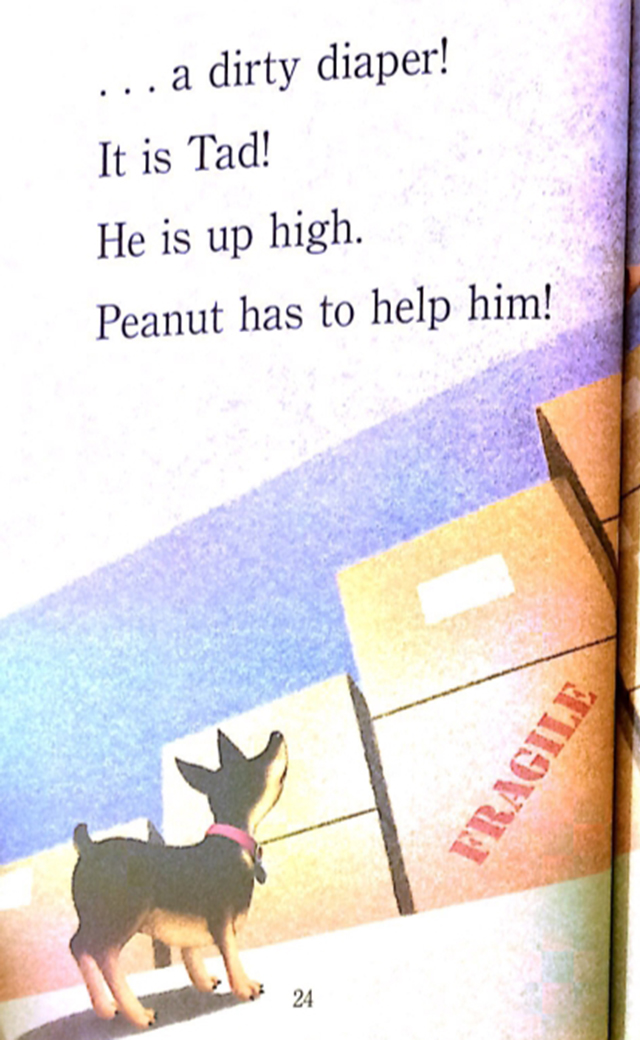 . . . a dirty diaper!
It is Tad!
He is up high.
Peanut has to help him!
FRAGILE
24